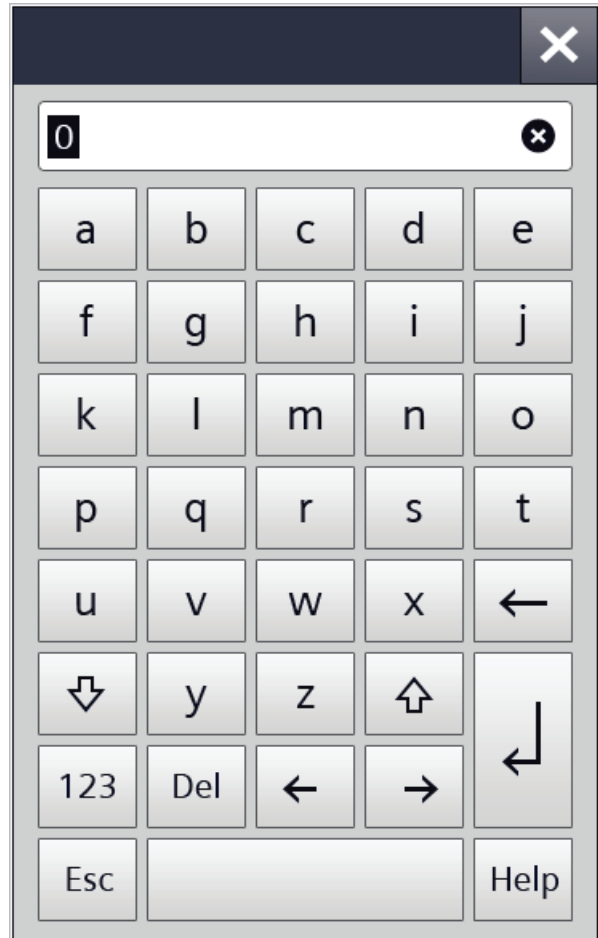 0
a b c d e
f g h i j
k l m n o
p q r s t
u v w x ←
y z
123 Del ← →
Esc Help